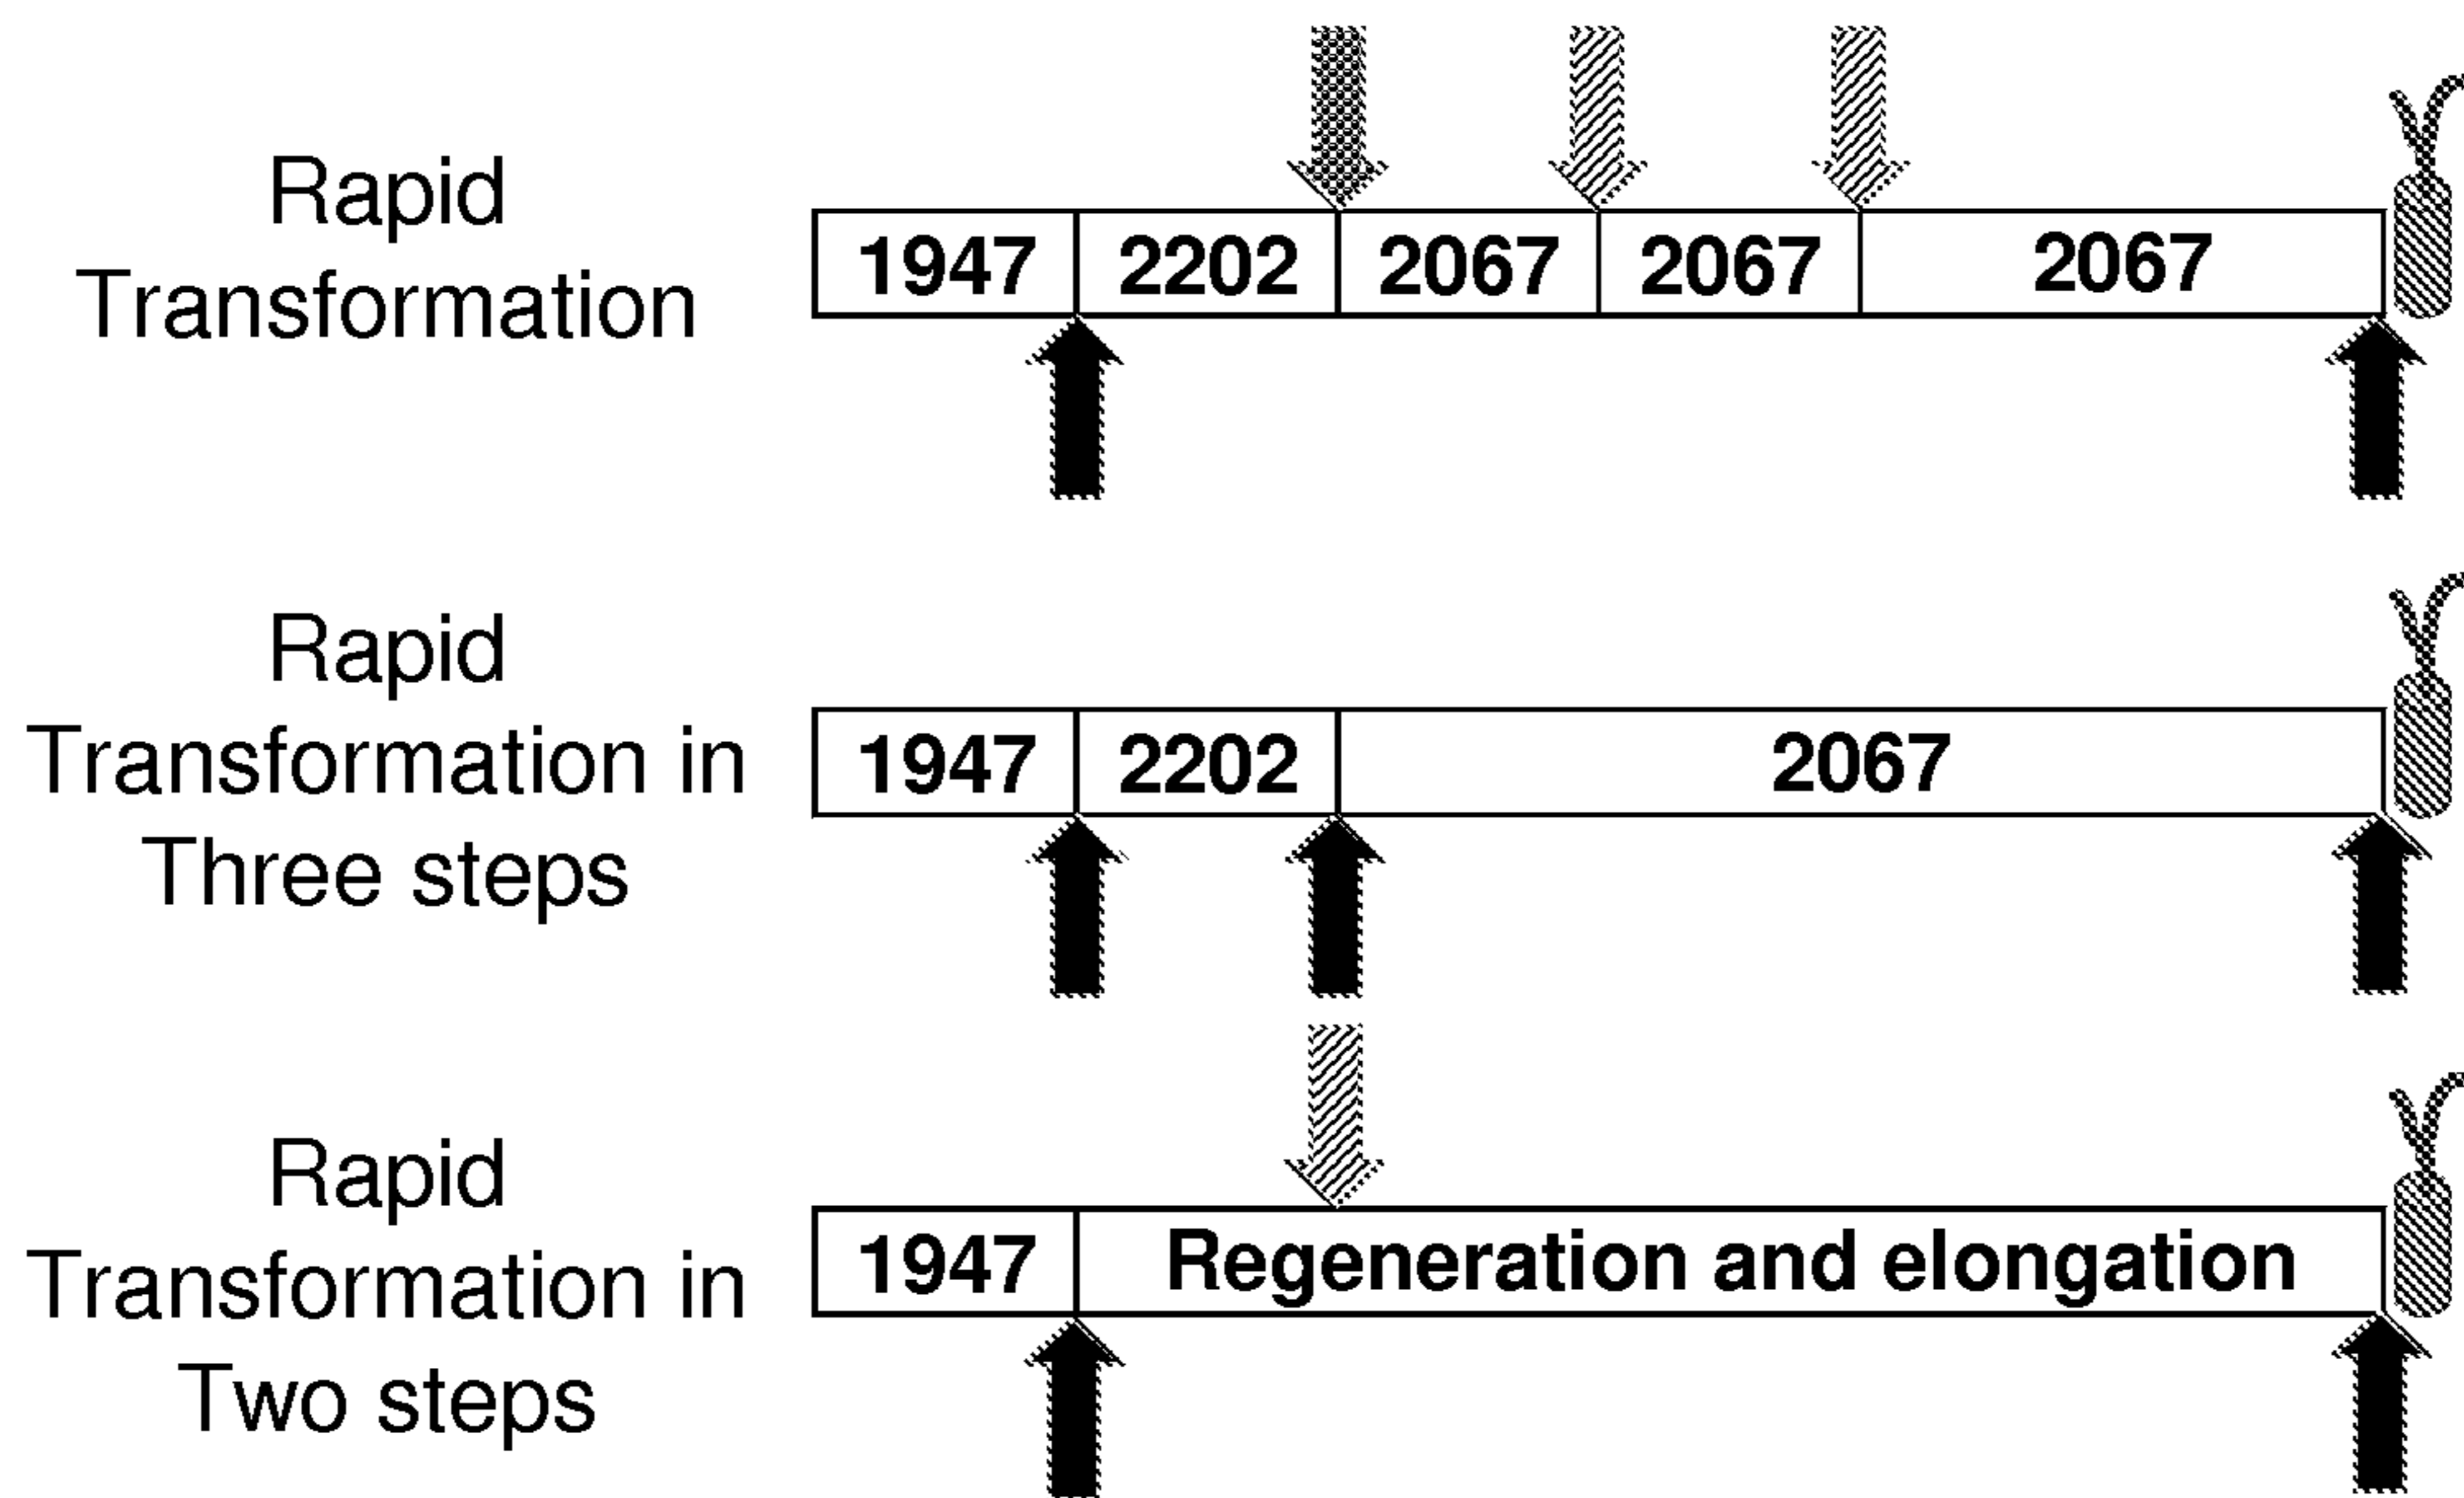 Rapid
Transformation
1947 2202 2067 2067 2067
Rapid
Transformation in
Three steps
1947 2202 2067
Rapid
Transformation in
Two steps
1947 Regeneration and elongation